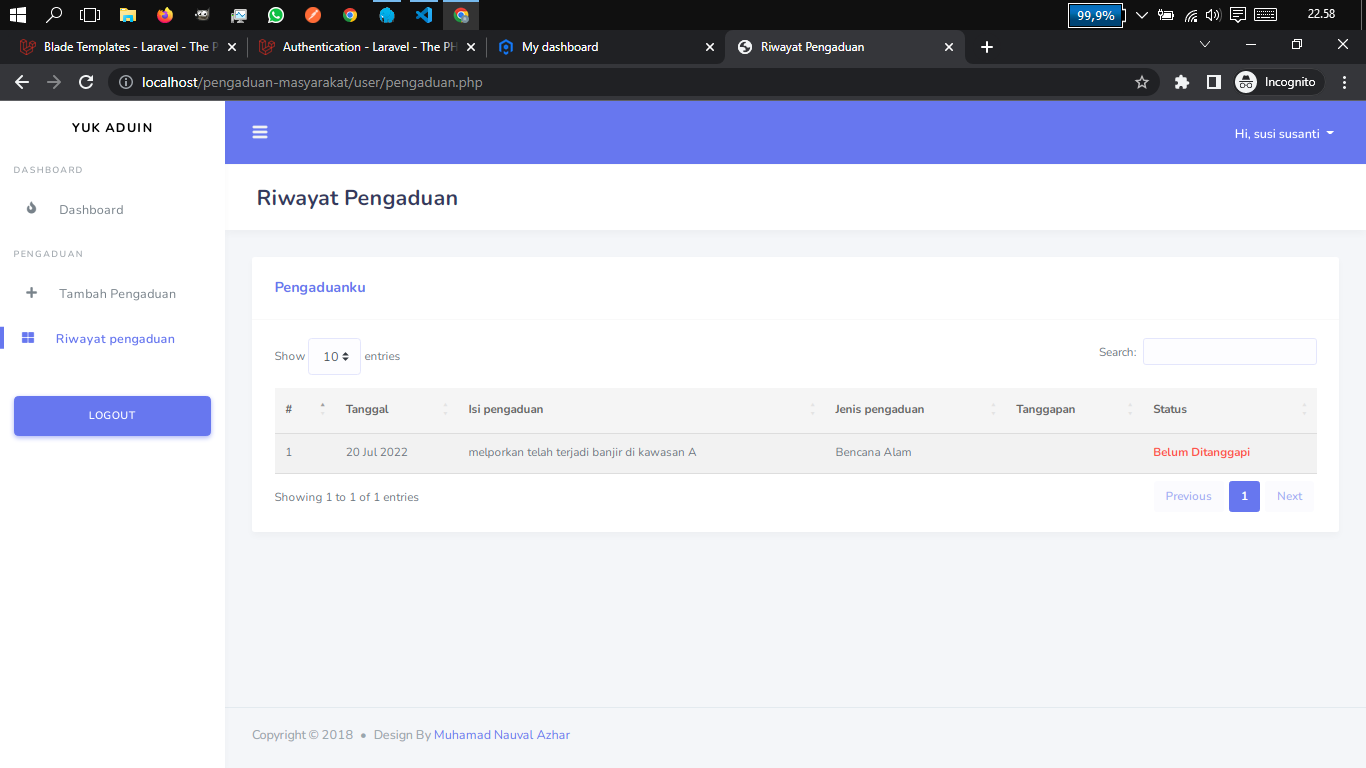 99,9%
22.58
Blade Templates - Laravel - The P
Authentication - Laravel - The PH
My dashboard
Riwayat Pengaduan
localhost/pengaduan-masyarakat/user/pengaduan.php
Incognito
YUK ADUIN
Hi, susi susanti
DASHBOARD
Dashboard
PENGADUAN
Tambah Pengaduan
Riwayat pengaduan
LOGOUT
Riwayat Pengaduan
Pengaduanku
Show 10 entries
Search:
# Tanggal Isi pengaduan Jenis pengaduan Tanggapan Status
1 20 Jul 2022 melporkan telah terjadi banjir di kawasan A Bencana Alam Belum Ditanggapi
Showing 1 to 1 of 1 entries
Previous 1 Next
Copyright © 2018 • Design By Muhamad Nauval Azhar